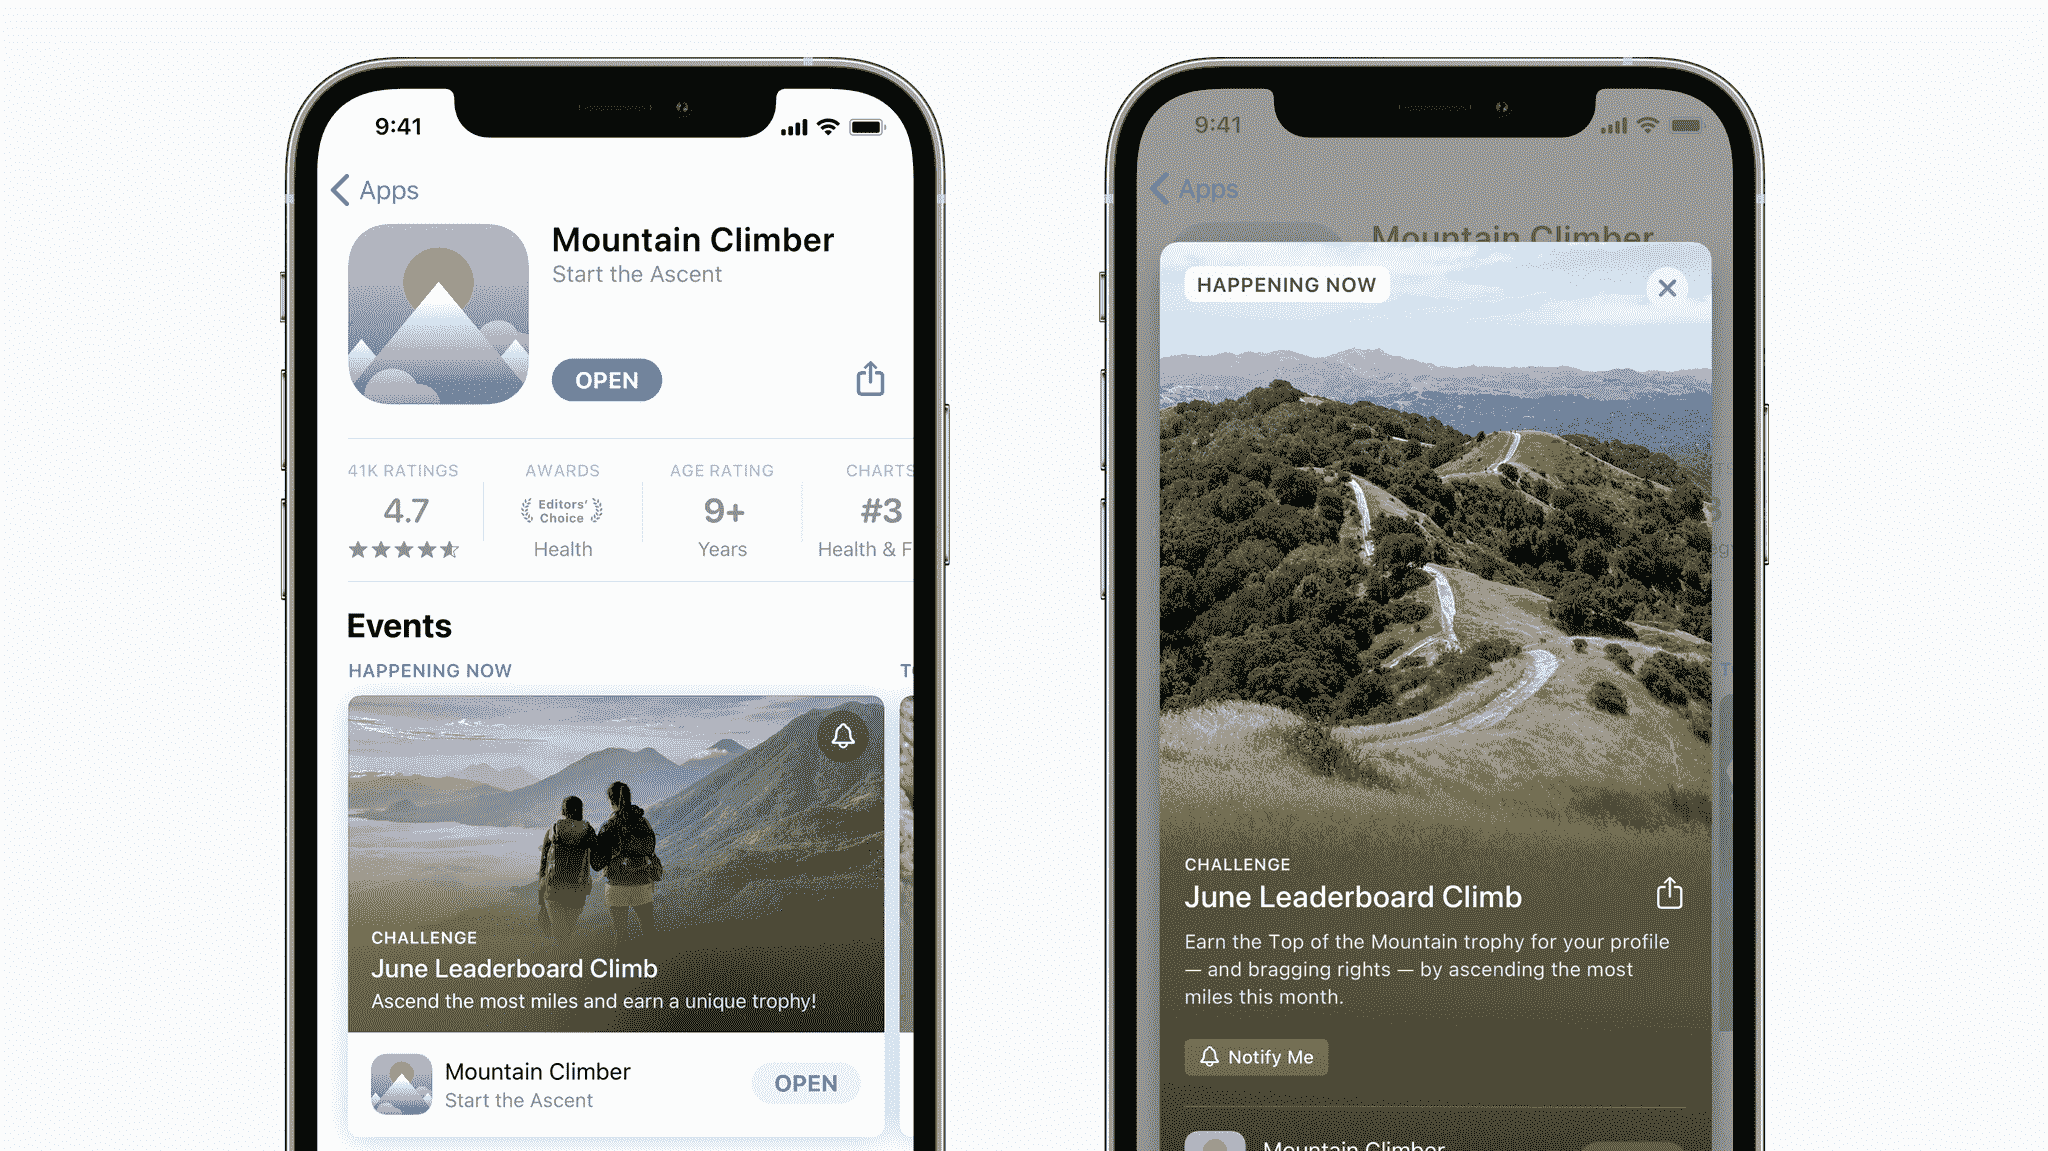 9:41
Apps
Mountain Climber
Start the Ascent
OPEN
41K RATINGS
4.7
AWARDS
Editors'
Choice
Health
AGE RATING
9+
Years
CHARTS
#3
Health & F
Events
HAPPENING NOW
CHALLENGE
June Leaderboard Climb
Ascend the most miles and earn a unique trophy!
Mountain Climber
Start the Ascent
OPEN
9:41
Apps
Mountain Climber
HAPPENING NOW
CHALLENGE
June Leaderboard Climb
Earn the Top of the Mountain trophy for your profile
— and bragging rights — by ascending the most
miles this month.
Notify Me
Mountain Climber